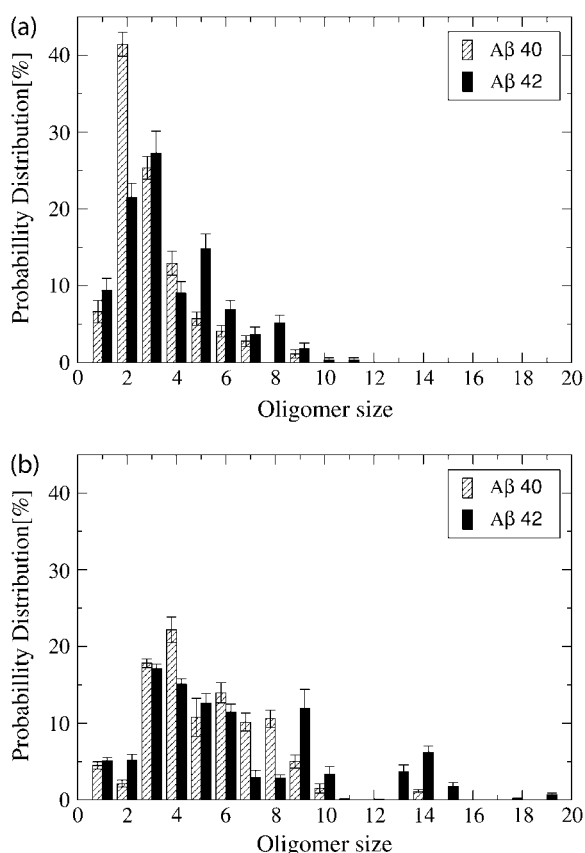 (a)
Aβ 40
Aβ 42
Probabillity Distribution[%]
40
30
20
10
0
0 2 4 6 8 10 12 14 16 18 20
Oligomer size
(b)
Aβ 40
Aβ 42
Probabillity Distribution[%]
40
30
20
10
0
0 2 4 6 8 10 12 14 16 18 20
Oligomer size